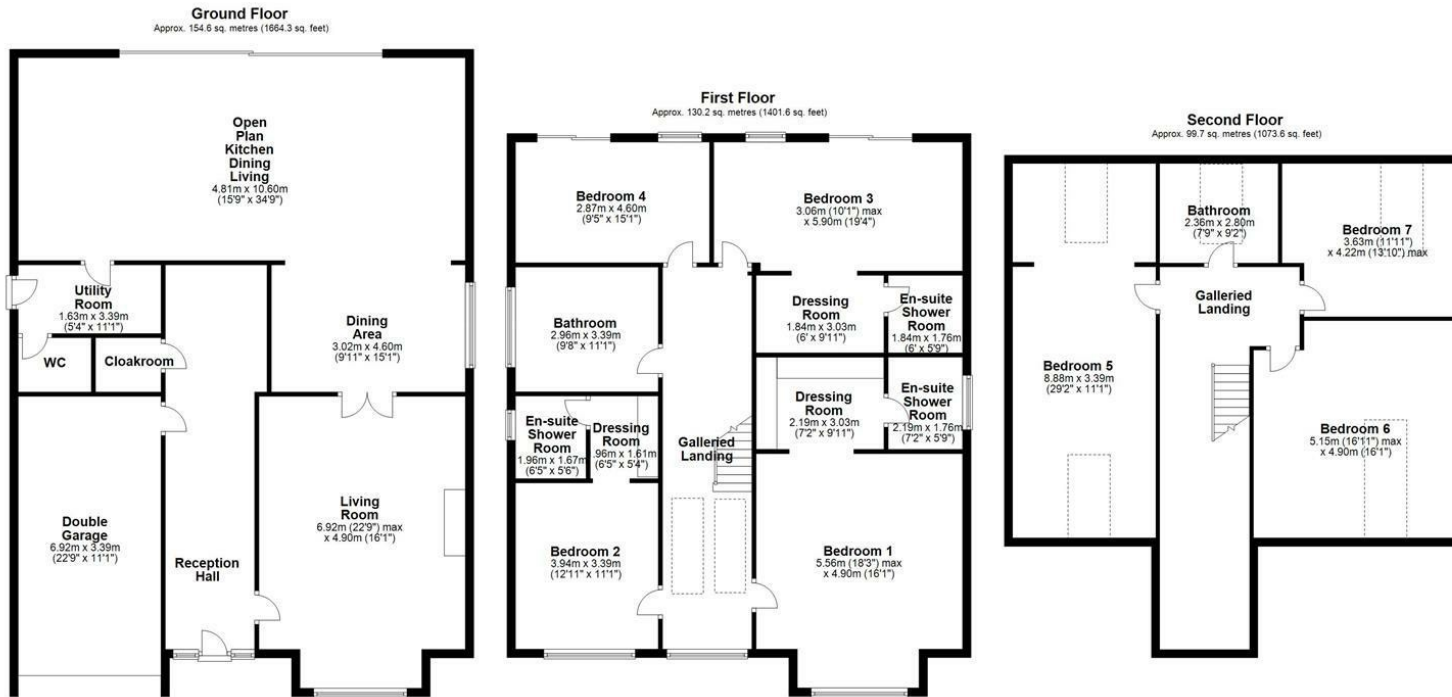 Ground Floor
Approx. 154.6 sq. metres (1664.3 sq. feet)
Open
Plan
Kitchen
Dining
Living
4.81m x 10.60m
(15'9" x 34'9")
Utility
Room
1.63m x 3.39m
(5'4" x 11'1")
WC
Cloakroom
Dining
Area
3.02m x 4.60m
(9'11" x 15'1")
Double
Garage
6.92m x 3.39m
(22'9" x 11'1")
Reception
Hall
Living
Room
6.92m (22'9") max
x 4.90m (16'1")
First Floor
Approx. 130.2 sq. metres (1401.6 sq. feet)
Bedroom 4
2.87m x 4.60m
(9'5" x 15'1")
Bedroom 3
3.06m (10'1") max
x 5.90m (19'4")
Bathroom
2.96m x 3.39m
(9'8" x 11'1")
Dressing
Room
1.84m x 3.03m
(6' x 9'11")
En-suite
Shower
Room
1.84m x 1.76m
(6' x 5'9")
Dressing
Room
2.19m x 3.03m
(7'2" x 9'11")
En-suite
Shower
Room
2.19m x 1.76m
(7'2" x 5'9")
En-suite
Shower
Room
1.96m x 1.67m
(6'5" x 5'6")
Dressing
Room
.96m x 1.61m
(6'5" x 5'4")
Galleried
Landing
Bedroom 2
3.94m x 3.39m
(12'11" x 11'1")
Bedroom 1
5.56m (18'3") max
x 4.90m (16'1")
Second Floor
Approx. 99.7 sq. metres (1073.6 sq. feet)
Bathroom
2.36m x 2.80m
(7'9" x 9'2")
Bedroom 7
3.63m (11'11")
x 4.22m (13'10") max
Galleried
Landing
Bedroom 5
8.88m x 3.39m
(29'2" x 11'1")
Bedroom 6
5.15m (16'11") max
x 4.90m (16'1")